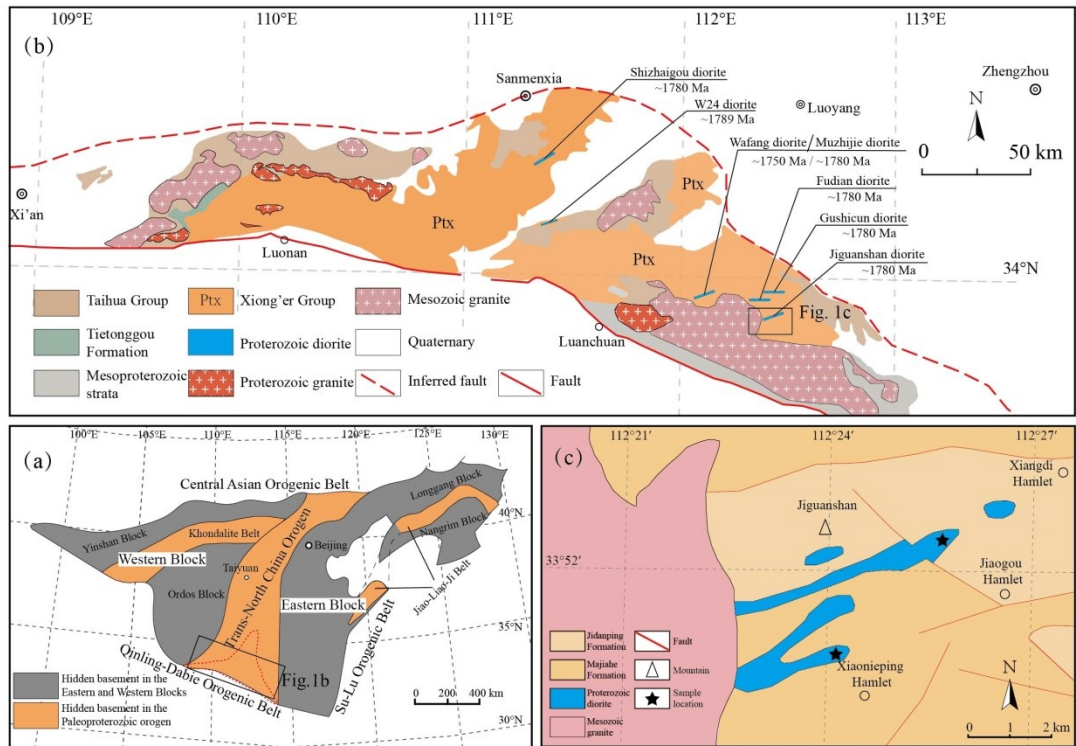 109°E
110°E
111°E
112°E
113°E
(b)
Shizhaigou diorite
~1780 Ma
Sanmenxia
W24 diorite
~1789 Ma
Luoyang
Zhengzhou
N
0 50 km
Wafang diorite/Muzhijie diorite
~1750 Ma / ~1780 Ma
Fudian diorite
~1780 Ma
Gushicun diorite
~1780 Ma
Jiguanshan diorite
~1780 Ma
34°N
Xi'an
Luonan
Ptx
Ptx
Ptx
Luanchuan
Fig. 1c
Taihua Group
Ptx
Xiong'er Group
Mesozoic granite
Tietonggou
Formation
Proterozoic diorite
Quaternary
Mesoproterozoic
strata
Proterozoic granite
Inferred fault
Fault
(a)
100°E
105°E
110°E
115°E
120°E
125°E
130°E
Central Asian Orogenic Belt
Yinshan Block
Khondalite Belt
Western Block
Ordos Block
Taiyuan
Trans-North China Orogen
Beijing
Eastern Block
Longgang Block
Nangrim Block
Jiao-Liao-Ji Belt
Su-Lu Orogenic Belt
Qinling-Dabie Orogenic Belt
Fig.1b
40°N
35°N
30°N
0 200 400 km
Hidden basement in the
Eastern and Western Blocks
Hidden basement in the
Paleoproterozoic orogen
(c)
112°21′
112°24′
112°27′
33°52′
Xiangdi
Hamlet
Jiguanshan
Jiaogou
Hamlet
Xiaonieping
Hamlet
Jidanping
Formation
Fault
Majiahe
Formation
Mountain
Proterozoic
diorite
Sample
location
Mesozoic
granite
N
0 1 2 km